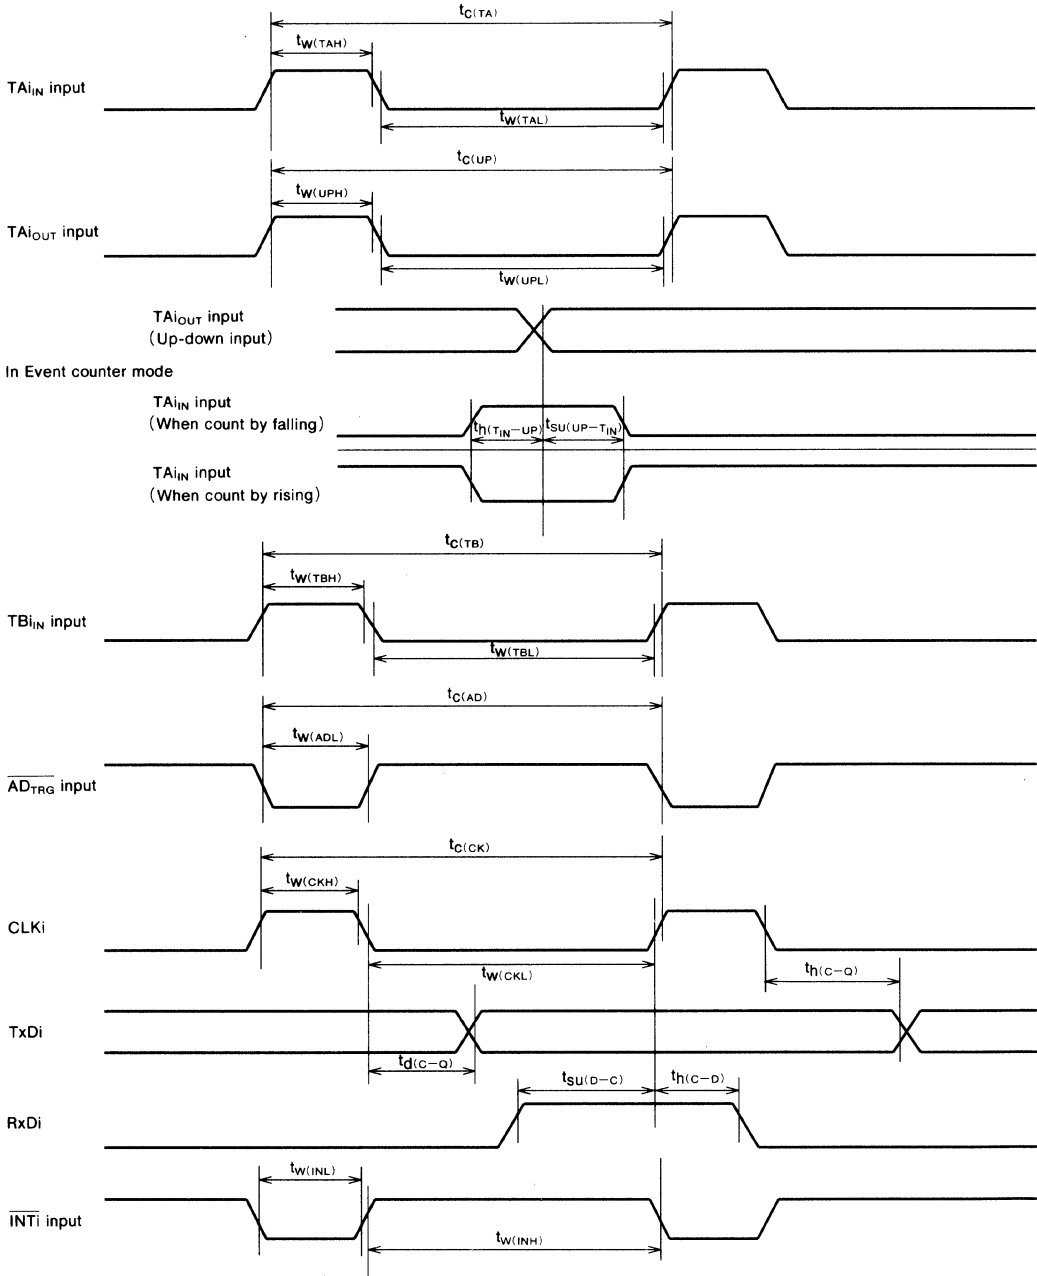 tC(TA)
tW(TAH)
TAiIN input
tW(TAL)
tC(UP)
tW(UPH)
TAiOUT input
tW(UPL)
TAiOUT input
(Up-down input)
In Event counter mode
TAiIN input
(When count by falling)
th(TIN-UP) tSU(UP-TIN)
TAiIN input
(When count by rising)
tC(TB)
tW(TBH)
TBiIN input
tW(TBL)
tC(AD)
tW(ADL)
ADTRG input
tC(CK)
tW(CKH)
CLKi
tW(CKL)
th(C-Q)
TxDi
td(C-Q)
tSU(D-C) th(C-D)
RxDi
tW(INL)
INTi input
tW(INH)